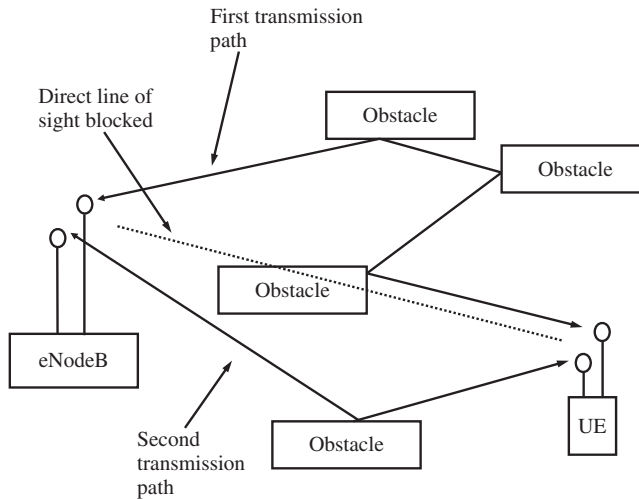 First transmission
path
Direct line of
sight blocked
Obstacle
Obstacle
Obstacle
eNodeB
UE
Obstacle
Second
transmission
path